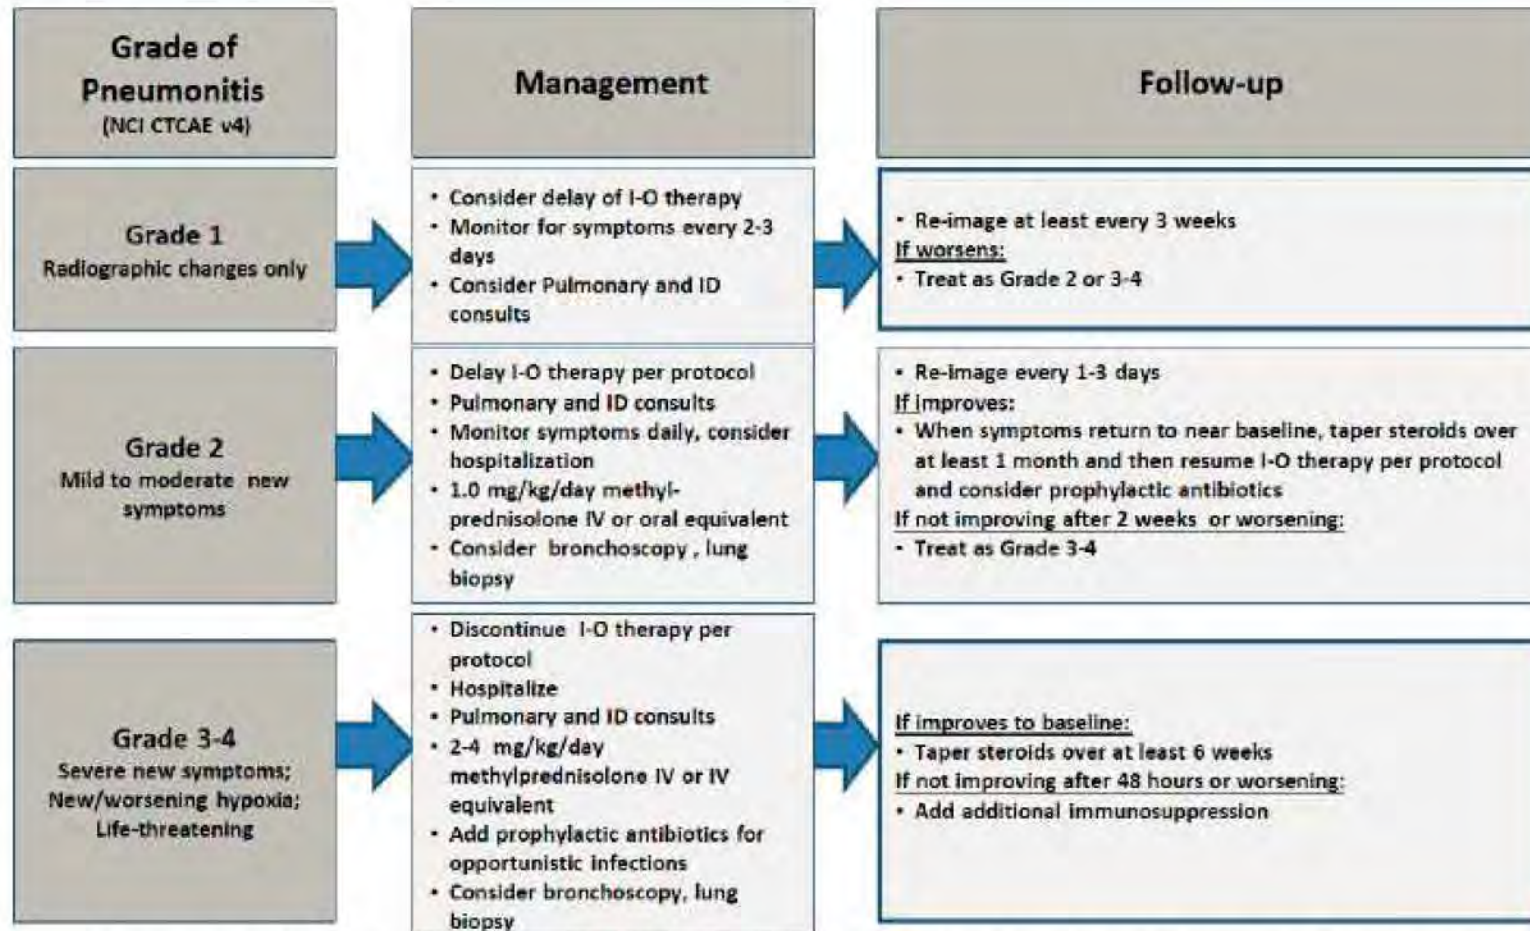 Grade of
Pneumonitis
(NCI CTCAE v4)
Management
Follow-up
Grade 1
Radiographic changes only
• Consider delay of I-O therapy
• Monitor for symptoms every 2-3
days
• Consider Pulmonary and ID
consults
• Re-image at least every 3 weeks
If worsens:
• Treat as Grade 2 or 3-4
Grade 2
Mild to moderate new
symptoms
• Delay I-O therapy per protocol
• Pulmonary and ID consults
• Monitor symptoms daily, consider
hospitalization
• 1.0 mg/kg/day methyl-
prednisolone IV or oral equivalent
• Consider bronchoscopy , lung
biopsy
• Re-image every 1-3 days
If improves:
• When symptoms return to near baseline, taper steroids over
at least 1 month and then resume I-O therapy per protocol
and consider prophylactic antibiotics
If not improving after 2 weeks or worsening:
• Treat as Grade 3-4
Grade 3-4
Severe new symptoms;
New/worsening hypoxia;
Life-threatening
• Discontinue I-O therapy per
protocol
• Hospitalize
• Pulmonary and ID consults
• 2-4 mg/kg/day
methylprednisolone IV or IV
equivalent
• Add prophylactic antibiotics for
opportunistic infections
• Consider bronchoscopy, lung
biopsy
If improves to baseline:
• Taper steroids over at least 6 weeks
If not improving after 48 hours or worsening:
• Add additional immunosuppression